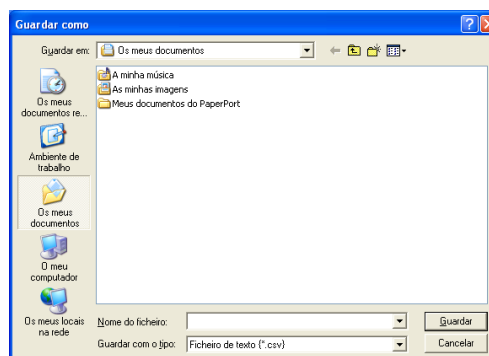 Guardar como
Guardar em:
Os meus documentos
Os meus
documentos re...
Ambiente de
trabalho
Os meus
documentos
O meu
computador
Os meus locais
na rede
A minha música
As minhas imagens
Meus documentos do PaperPort
Nome do ficheiro:
Guardar
Guardar com o tipo:
Ficheiro de texto (*.csv)
Cancelar